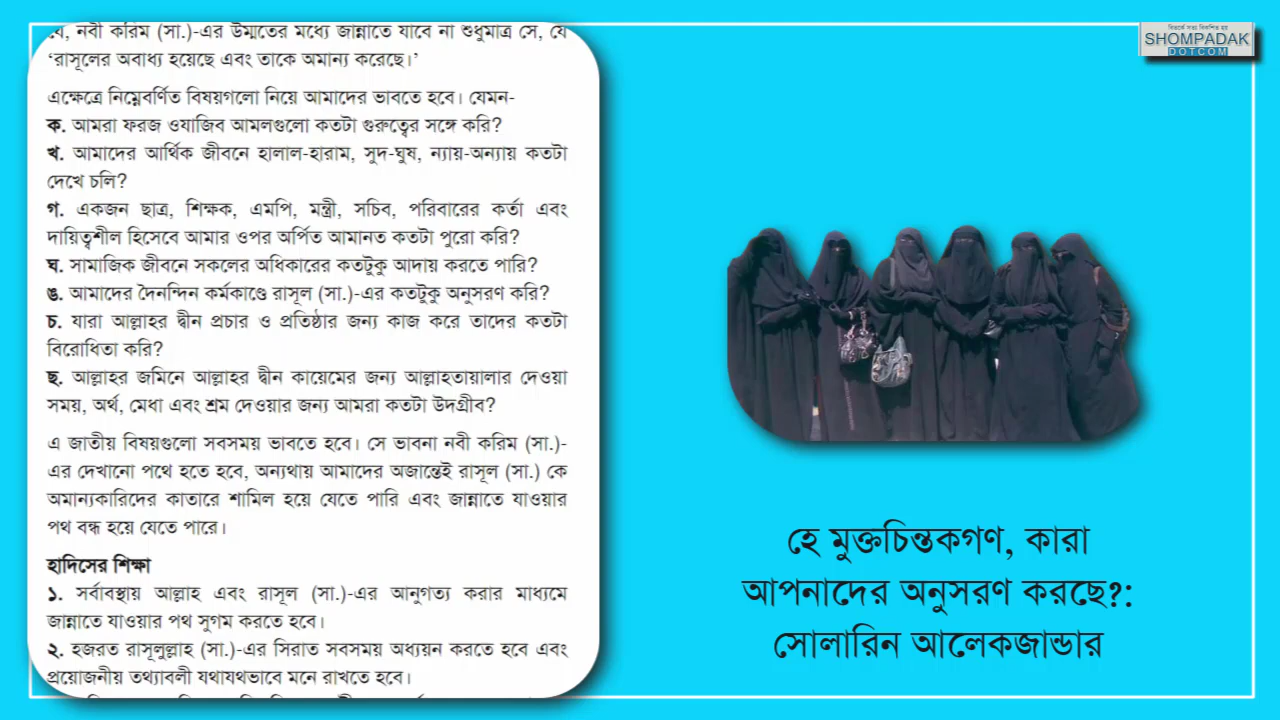 যে, নবী করিম (সা.)-এর উম্মতের মধ্যে জান্নাতে যাবে না শুধুমাত্র সে, যে
‘রাসূলের অবাধ্য হয়েছে এবং তাকে অমান্য করেছে।’
এক্ষেত্রে নিম্নেবর্ণিত বিষয়গলো নিয়ে আমাদের ভাবতে হবে। যেমন-
ক. আমরা ফরজ ওযাজিব আমলগুলো কতটা গুরুত্বের সঙ্গে করি?
খ. আমাদের আর্থিক জীবনে হালাল-হারাম, সুদ-ঘুষ, ন্যায়-অন্যায় কতটা
দেখে চলি?
গ. একজন ছাত্র, শিক্ষক, এমপি, মন্ত্রী, সচিব, পরিবারের কর্তা এবং
দায়িত্বশীল হিসেবে আমার ওপর অর্পিত আমানত কতটা পুরো করি?
ঘ. সামাজিক জীবনে সকলের অধিকারের কতটুকু আদায় করতে পারি?
ঙ. আমাদের দৈনন্দিন কর্মকাণ্ডে রাসূল (সা.)-এর কতটুকু অনুসরণ করি?
চ. যারা আল্লাহর দ্বীন প্রচার ও প্রতিষ্ঠার জন্য কাজ করে তাদের কতটা
বিরোধিতা করি?
ছ. আল্লাহর জমিনে আল্লাহর দ্বীন কায়েমের জন্য আল্লাহতায়ালার দেওয়া
সময়, অর্থ, মেধা এবং শ্রম দেওয়ার জন্য আমরা কতটা উদগ্রীব?
এ জাতীয় বিষয়গুলো সবসময় ভাবতে হবে। সে ভাবনা নবী করিম (সা.)-
এর দেখানো পথে হতে হবে, অন্যথায় আমাদের অজান্তেই রাসূল (সা.) কে
অমান্যকারিদের কাতারে শামিল হয়ে যেতে পারি এবং জান্নাতে যাওয়ার
পথ বন্ধ হয়ে যেতে পারে।
হাদিসের শিক্ষা
১. সর্বাবস্থায় আল্লাহ এবং রাসূল (সা.)-এর আনুগত্য করার মাধ্যমে
জান্নাতে যাওয়ার পথ সুগম করতে হবে।
২. হজরত রাসূলুল্লাহ (সা.)-এর সিরাত সবসময় অধ্যয়ন করতে হবে এবং
প্রয়োজনীয় তথ্যাবলী যথাযথভাবে মনে রাখতে হবে।
SHOMPADAK
DOTCOM
হে মুক্তচিন্তকগণ, কারা
আপনাদের অনুসরণ করছে?:
সোলারিন আলেকজান্ডার